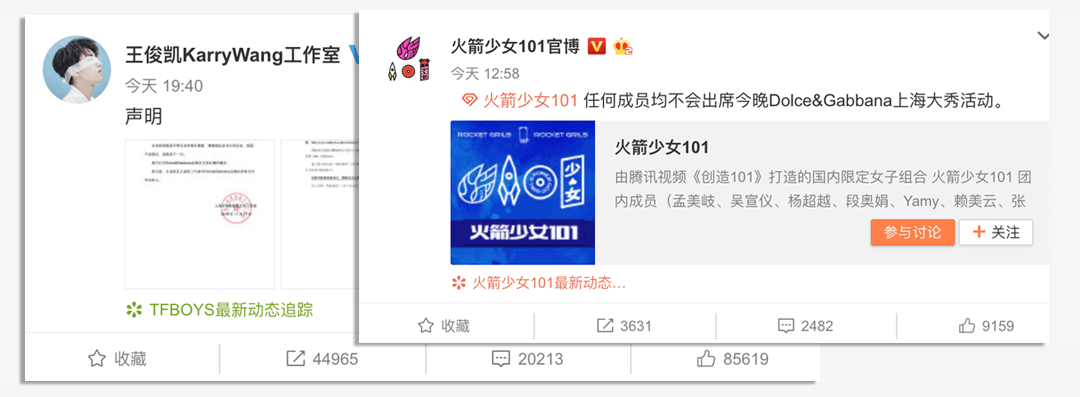 王俊凯KarryWang工作室
今天 19:40
声明
TFBOYS最新动态追踪
收藏
44965
20213
85619
火箭少女101官博
今天 12:58
火箭少女101 任何成员均不会出席今晚Dolce&Gabbana上海大秀活动。
ROCKET GIRLS ROCKET GIRLS
少女
火箭少女101
火箭少女101
由腾讯视频《创造101》打造的国内限定女子组合 火箭少女101 团
内成员（孟美岐、吴宣仪、杨超越、段奥娟、Yamy、赖美云、张
参与讨论
+ 关注
火箭少女101最新动态...
收藏
3631
2482
9159